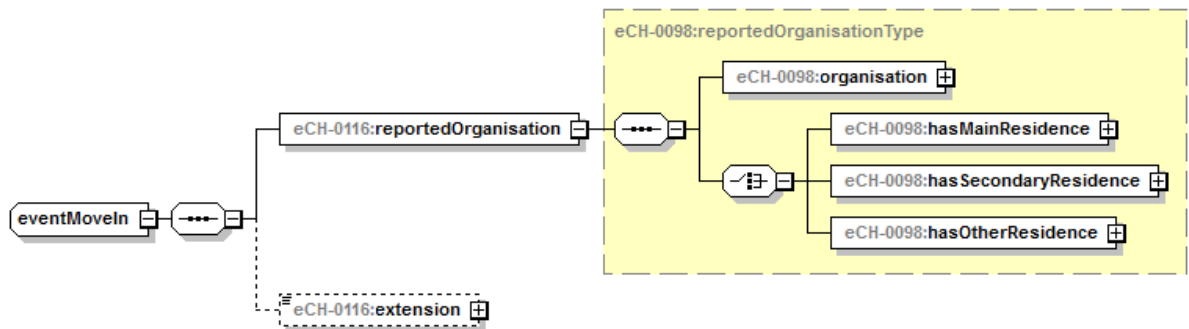 eCH-0098:reportedOrganisationType
eCH-0098:organisation
eCH-0116:reportedOrganisation
eCH-0098:hasMainResidence
eCH-0098:hasSecondaryResidence
eventMoveIn
eCH-0098:hasOtherResidence
eCH-0116:extension